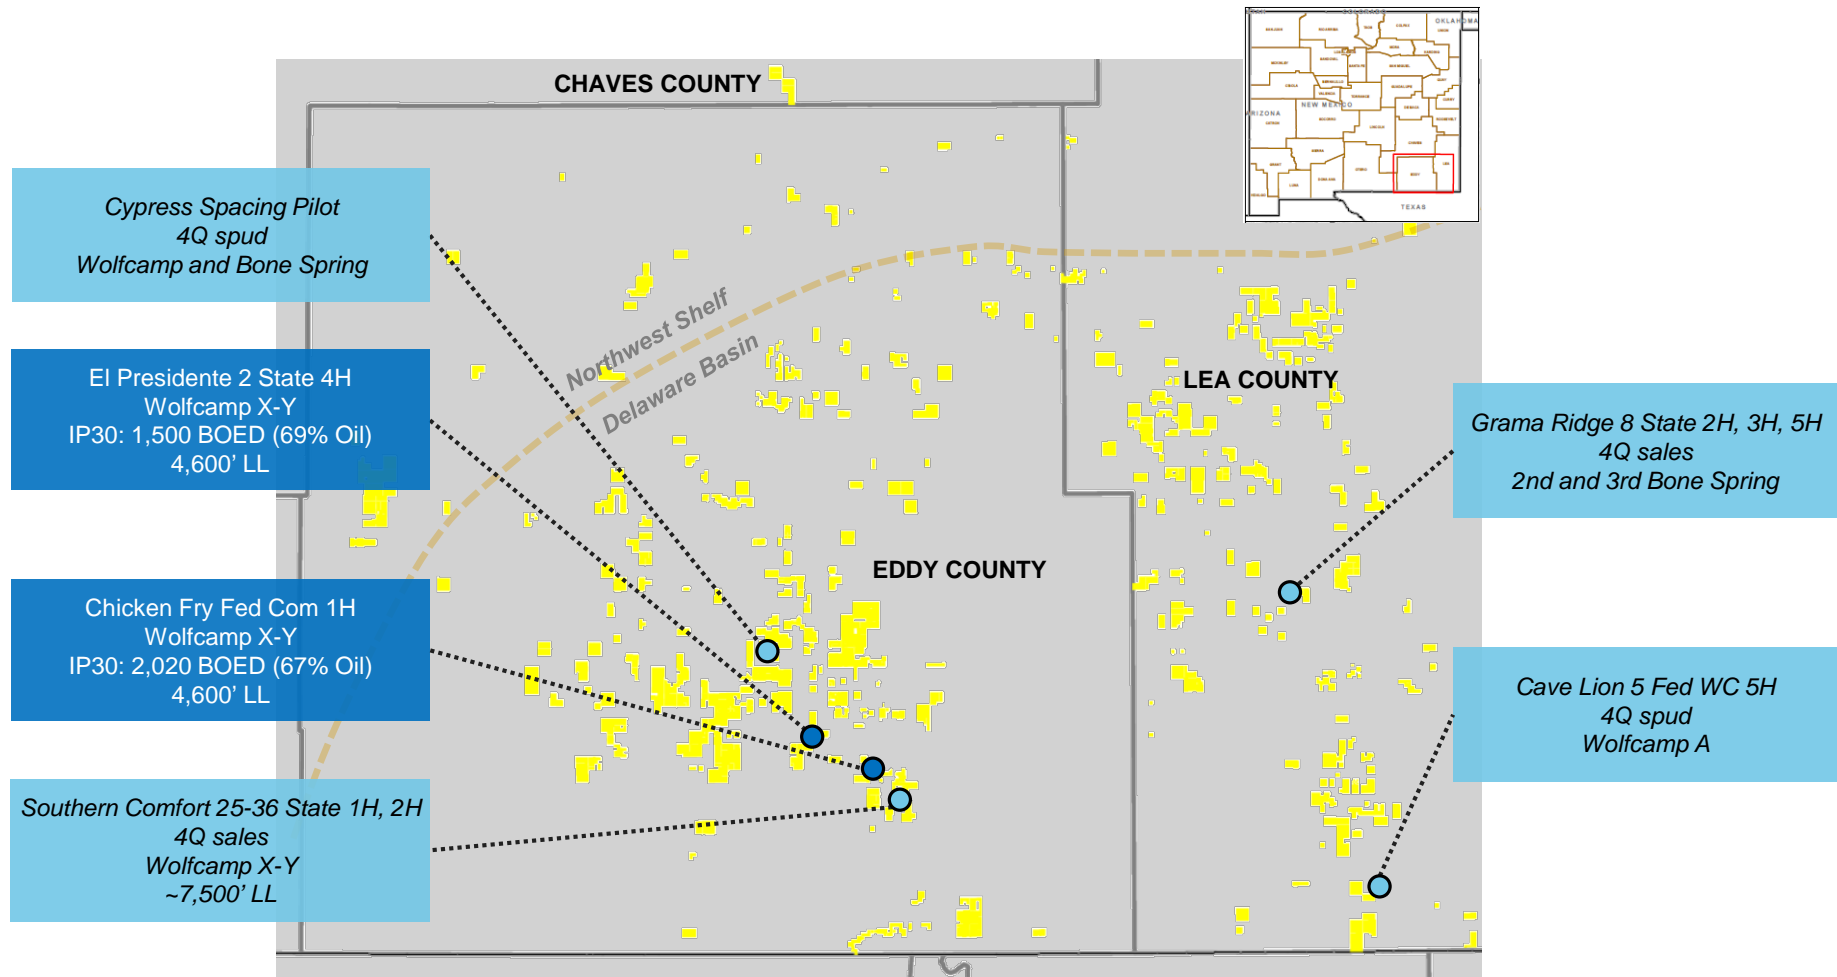 CHAVES COUNTY
COLORADO
OKLAHOMA
NEW MEXICO
ARIZONA
LINCOLN
EDDY
LEA
TEXAS
Cypress Spacing Pilot
4Q spud
Wolfcamp and Bone Spring
Northwest Shelf
Delaware Basin
El Presidente 2 State 4H
Wolfcamp X-Y
IP30: 1,500 BOED (69% Oil)
4,600’ LL
LEA COUNTY
Grama Ridge 8 State 2H, 3H, 5H
4Q sales
2nd and 3rd Bone Spring
EDDY COUNTY
Chicken Fry Fed Com 1H
Wolfcamp X-Y
IP30: 2,020 BOED (67% Oil)
4,600’ LL
Cave Lion 5 Fed WC 5H
4Q spud
Wolfcamp A
Southern Comfort 25-36 State 1H, 2H
4Q sales
Wolfcamp X-Y
~7,500’ LL